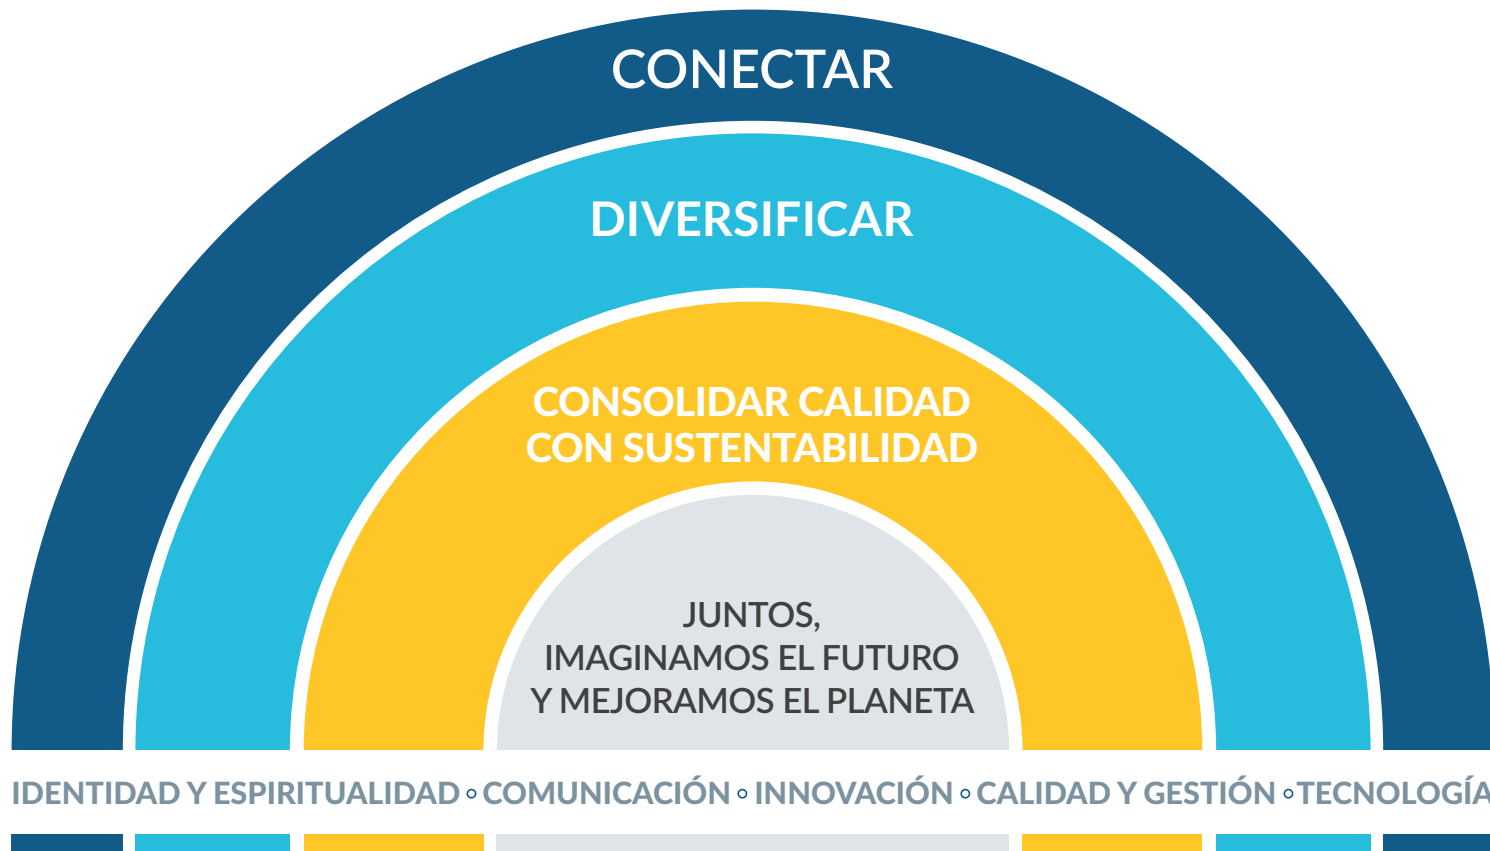 CONECTAR
DIVERSIFICAR
CONSOLIDAR CALIDAD
CON SUSTENTABILIDAD
JUNTOS,
IMAGINAMOS EL FUTURO
Y MEJORAMOS EL PLANETA
IDENTIDAD Y ESPIRITUALIDAD ∘ COMUNICACIÓN ∘ INNOVACIÓN ∘ CALIDAD Y GESTIÓN ∘ TECNOLOGÍA